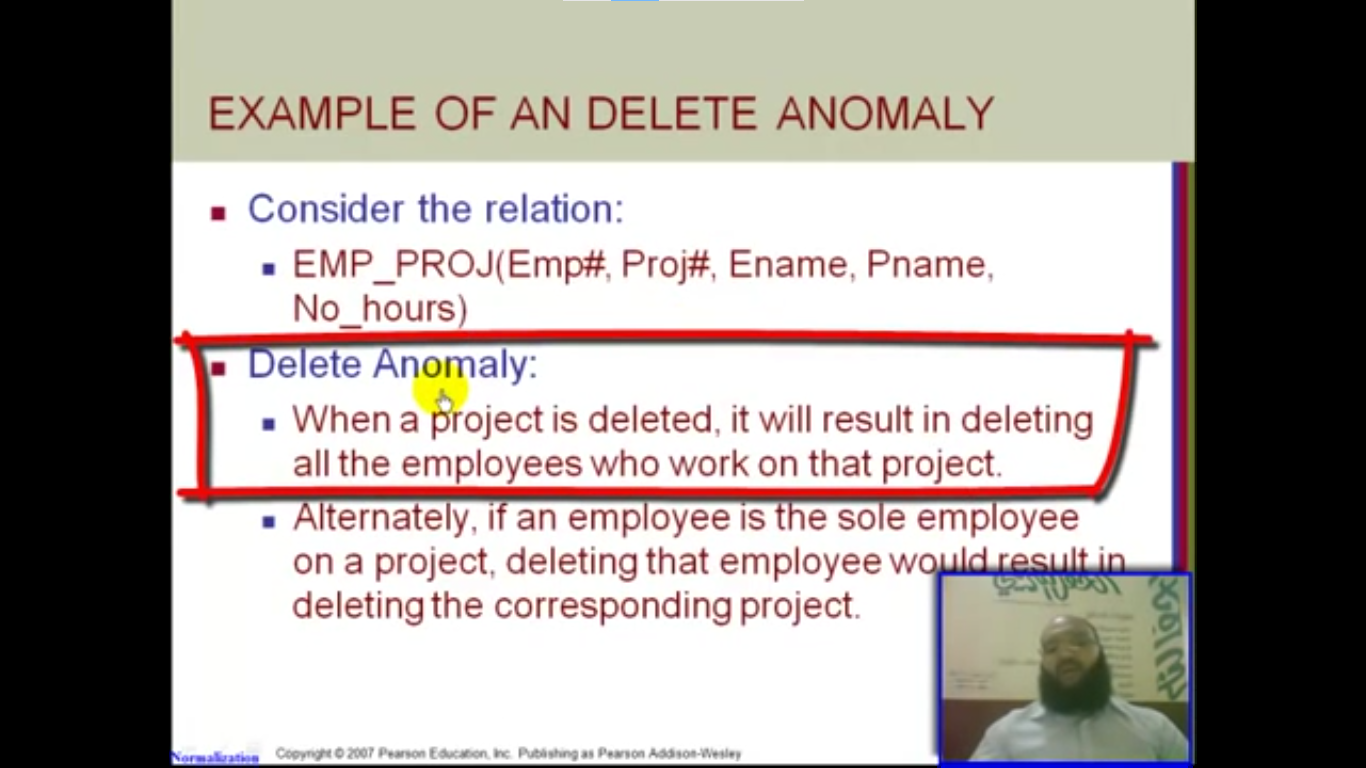 EXAMPLE OF AN DELETE ANOMALY
Consider the relation:
EMP_PROJ(Emp#, Proj#, Ename, Pname,
No_hours)
Delete Anomaly:
When a project is deleted, it will result in deleting
all the employees who work on that project.
Alternately, if an employee is the sole employee
on a project, deleting that employee would result in
deleting the corresponding project.
Normalization
Copyright © 2007 Pearson Education, Inc. Publishing as Pearson Addison-Wesley